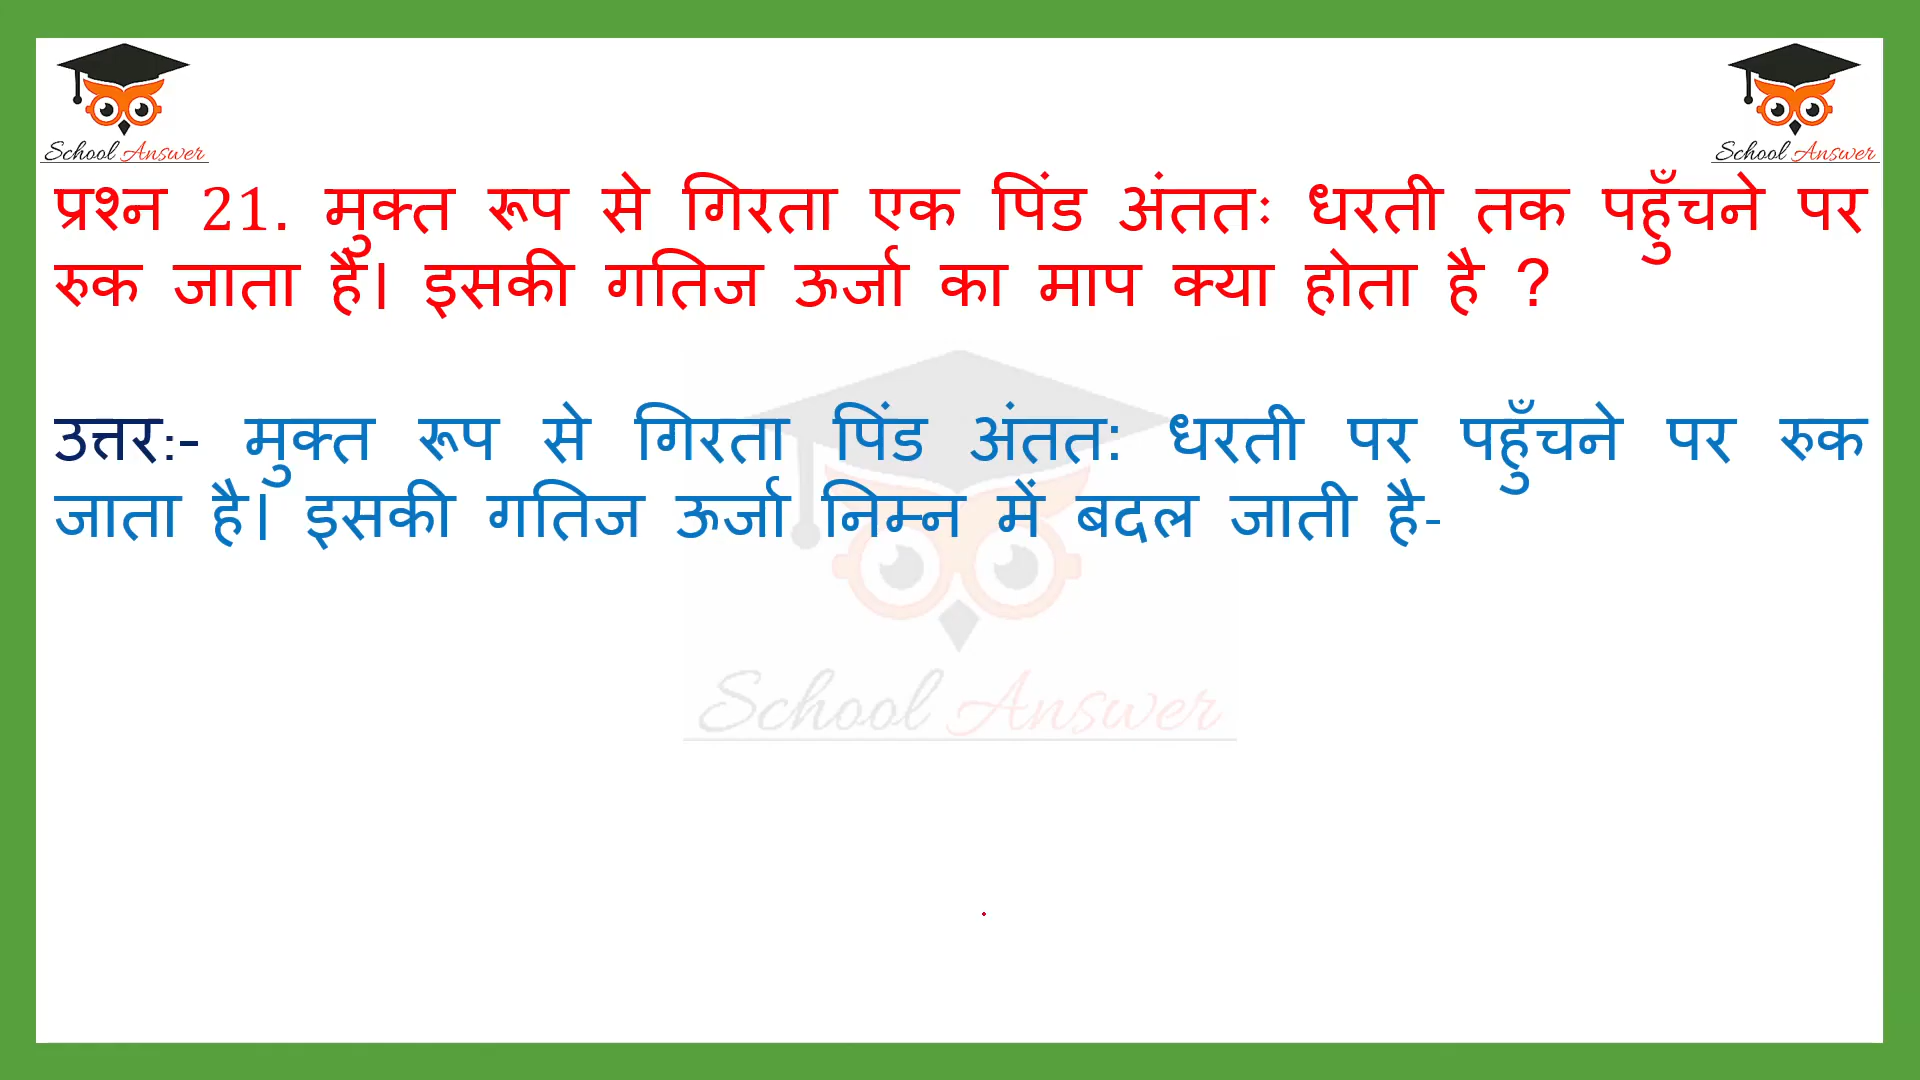 School Answer
School Answer
प्रश्न 21. मुक्त रूप से गिरता एक पिंड अंततः धरती तक पहुँचने पर
रुक जाता है। इसकी गतिज ऊर्जा का माप क्या होता है ?
उत्तर:- मुक्त रूप से गिरता पिंड अंतत: धरती पर पहुँचने पर रुक
जाता है। इसकी गतिज ऊर्जा निम्न में बदल जाती है-
School Answer